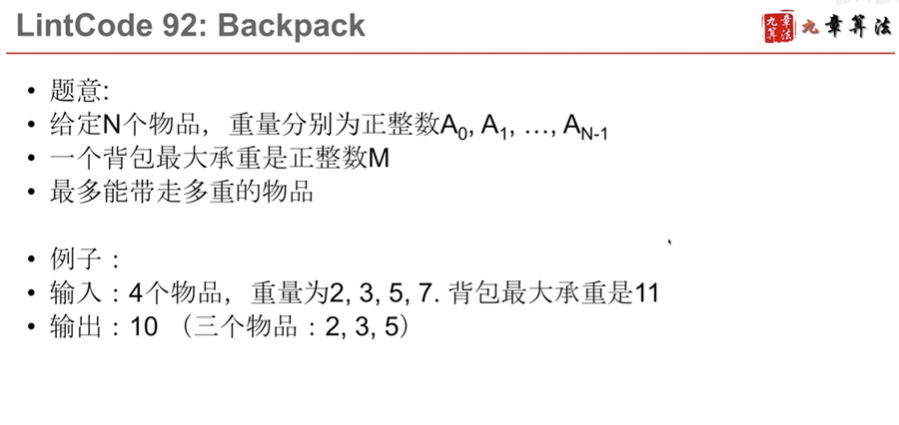 LintCode 92: Backpack
九章算法 九章算法
• 题意:
• 给定N个物品，重量分别为正整数A₀, A₁, ..., A_N-1
• 一个背包最大承重是正整数M
• 最多能带走多重的物品
• 例子：
• 输入：4个物品，重量为2, 3, 5, 7. 背包最大承重是11
• 输出：10 （三个物品：2, 3, 5）